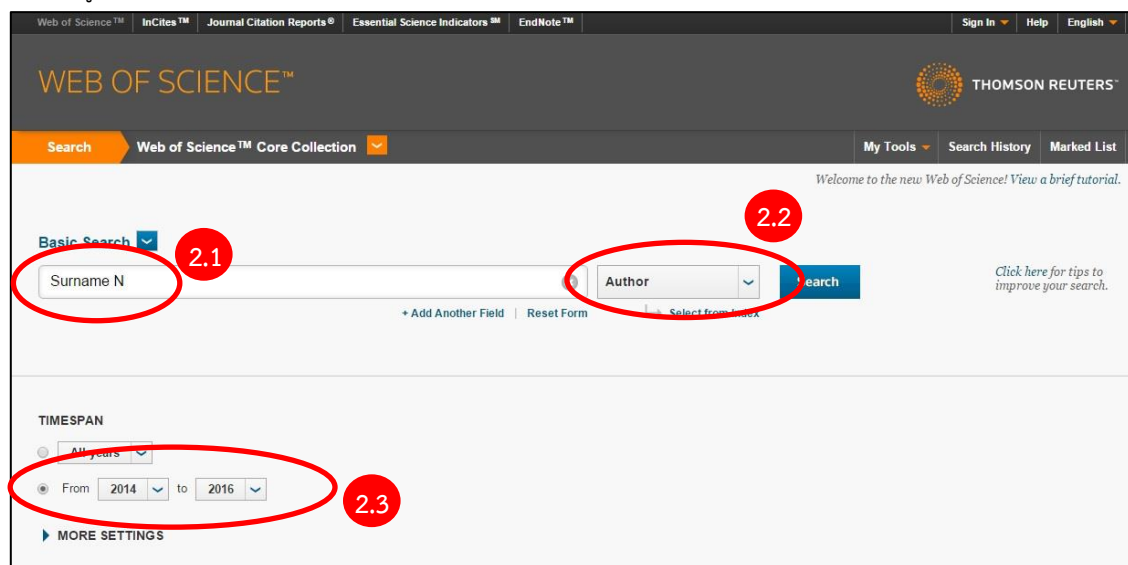 Web of Science™ InCites™ Journal Citation Reports® Essential Science Indicators SM EndNote™ Sign In Help English
WEB OF SCIENCE™
THOMSON REUTERS™
Search Web of Science™ Core Collection My Tools Search History Marked List
Welcome to the new Web of Science! View a brief tutorial.
2.2
Basic Search
2.1
Surname N Author Search
Click here for tips to
improve your search.
+ Add Another Field | Reset Form Select from Index
TIMESPAN
All years
From 2014 to 2016
2.3
MORE SETTINGS